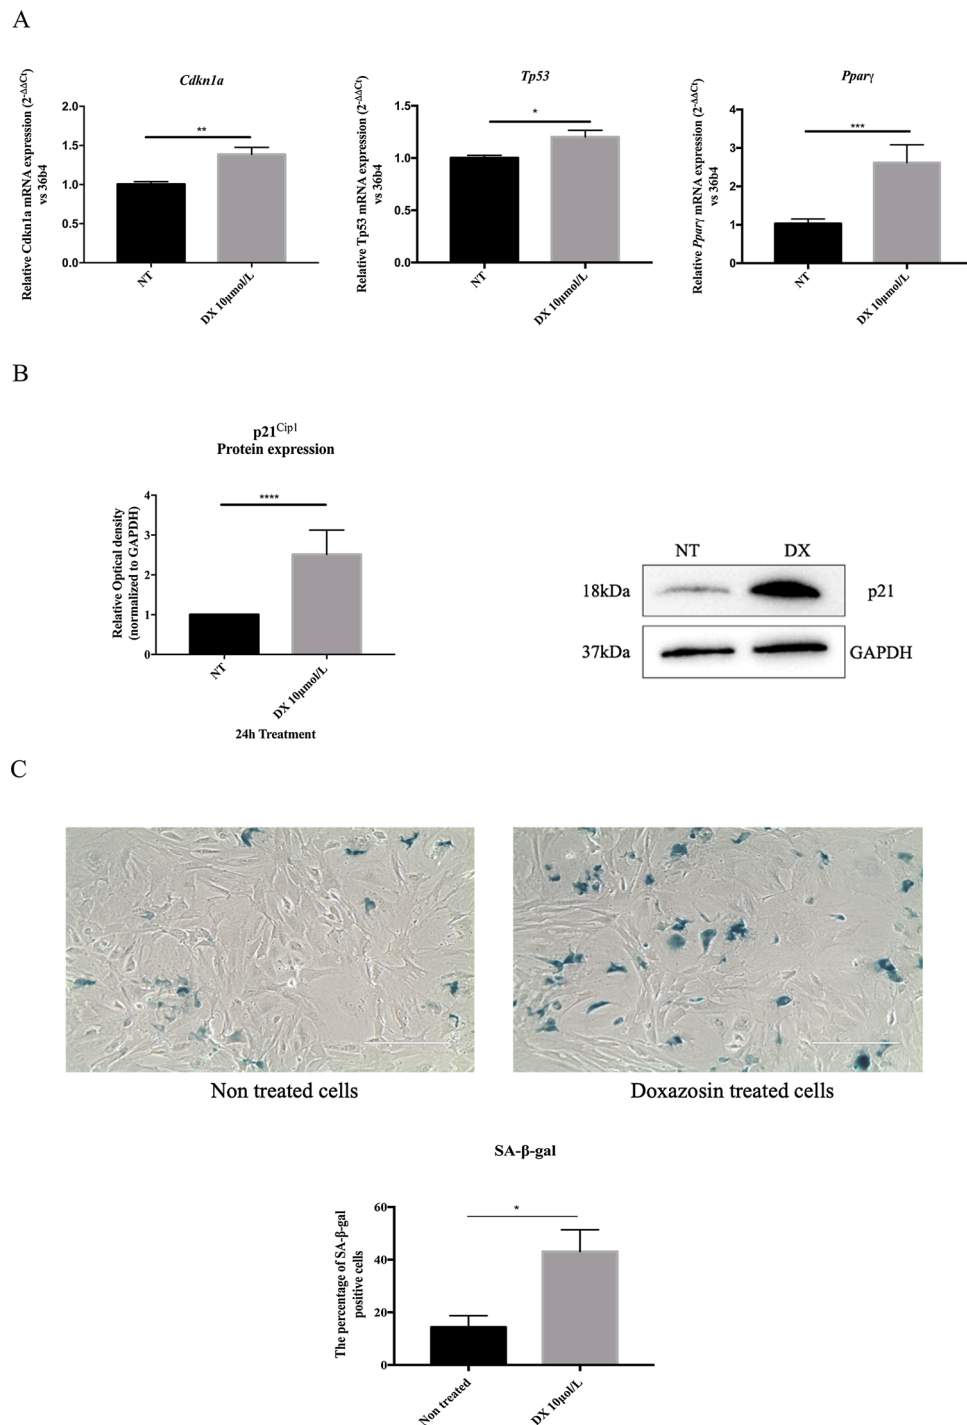 A
Cdkn1a
Relative Cdkn1a mRNA expression (2-ΔΔCt)
vs 36b4
2.0
1.5
1.0
0.5
0.0
**
NT
DX 10μmol/L
Tp53
Relative Tp53 mRNA expression (2-ΔΔCt)
vs 36b4
1.5
1.0
0.5
0.0
*
NT
DX 10μmol/L
Pparγ
Relative Pparγ mRNA expression (2-ΔΔCt)
vs 36b4
4
3
2
1
0
***
NT
DX 10μmol/L
B
p21Cip1
Protein expression
Relative Optical density
(normalized to GAPDH)
4
3
2
1
0
****
NT
DX 10μmol/L
24h Treatment
NT DX
18kDa p21
37kDa GAPDH
C
Non treated cells
Doxazosin treated cells
SA-β-gal
The percentage of SA-β-gal
positive cells
60
40
20
0
*
Non treated
DX 10μol/L